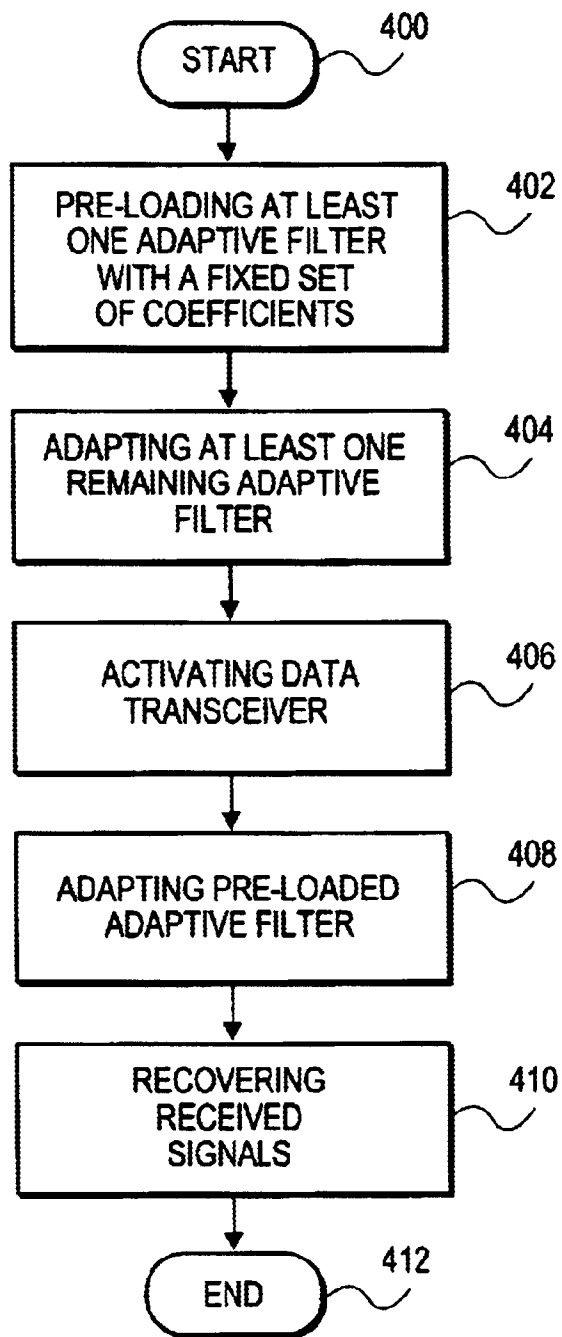 400
START
402
PRE-LOADING AT LEAST
ONE ADAPTIVE FILTER
WITH A FIXED SET
OF COEFFICIENTS
404
ADAPTING AT LEAST ONE
REMAINING ADAPTIVE
FILTER
406
ACTIVATING DATA
TRANSCEIVER
408
ADAPTING PRE-LOADED
ADAPTIVE FILTER
410
RECOVERING
RECEIVED
SIGNALS
412
END